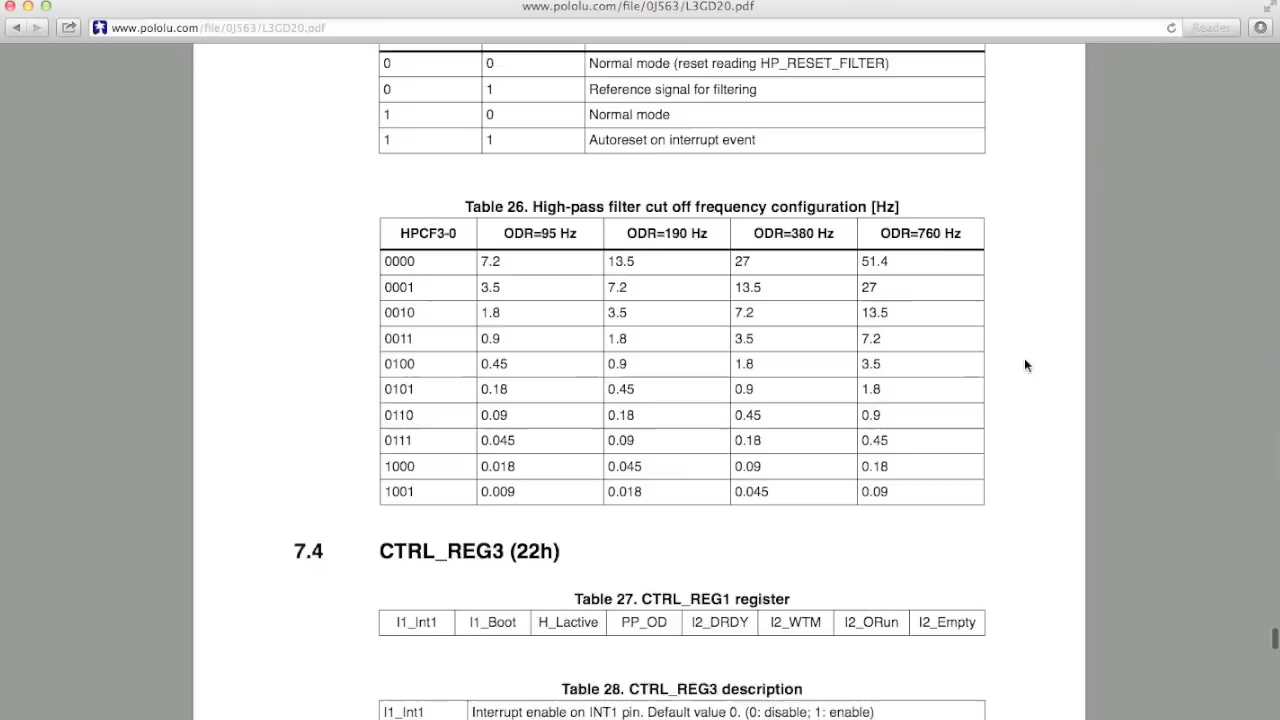 www.pololu.com/file/0J563/L3GD20.pdf
www.pololu.com/file/0J563/L3GD20.pdf
Reader
0 0 Normal mode (reset reading HP_RESET_FILTER)
0 1 Reference signal for filtering
1 0 Normal mode
1 1 Autoreset on interrupt event
Table 26. High-pass filter cut off frequency configuration [Hz]
HPCF3-0 ODR=95 Hz ODR=190 Hz ODR=380 Hz ODR=760 Hz
0000 7.2 13.5 27 51.4
0001 3.5 7.2 13.5 27
0010 1.8 3.5 7.2 13.5
0011 0.9 1.8 3.5 7.2
0100 0.45 0.9 1.8 3.5
0101 0.18 0.45 0.9 1.8
0110 0.09 0.18 0.45 0.9
0111 0.045 0.09 0.18 0.45
1000 0.018 0.045 0.09 0.18
1001 0.009 0.018 0.045 0.09
7.4 CTRL_REG3 (22h)
Table 27. CTRL_REG1 register
I1_Int1 I1_Boot H_Lactive PP_OD I2_DRDY I2_WTM I2_ORun I2_Empty
Table 28. CTRL_REG3 description
I1_Int1 Interrupt enable on INT1 pin. Default value 0. (0: disable; 1: enable)